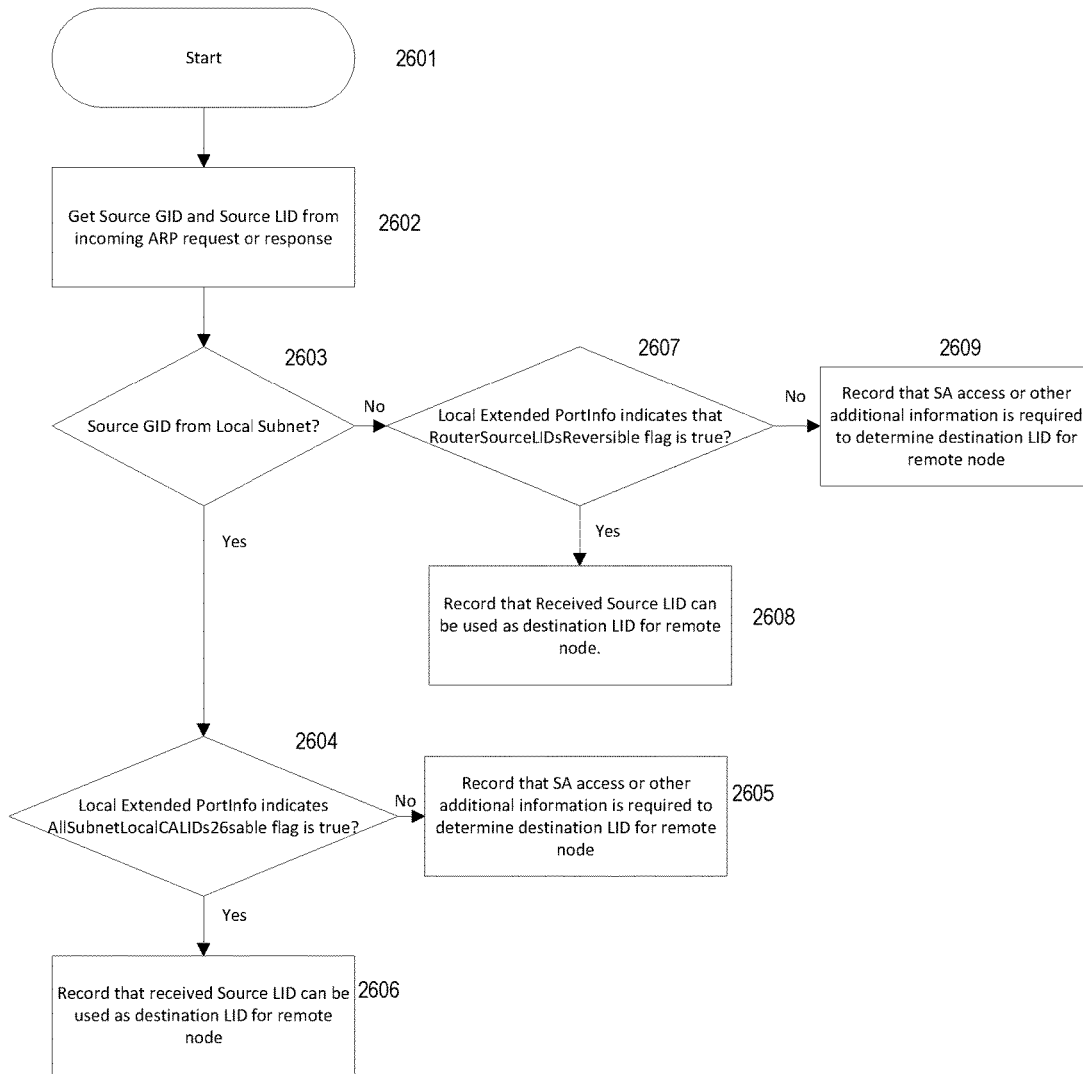 Start
2601
Get Source GID and Source LID from
incoming ARP request or response
2602
2603
Source GID from Local Subnet?
No
2607
Local Extended PortInfo indicates that
RouterSourceLIDsReversible flag is true?
No
2609
Record that SA access or other
additional information is required
to determine destination LID for
remote node
Yes
Yes
Record that Received Source LID can
be used as destination LID for remote
node.
2608
2604
Local Extended PortInfo indicates
AllSubnetLocalCALIDs26sable flag is true?
No
Record that SA access or other
additional information is required to
determine destination LID for remote
node
2605
Yes
Record that received Source LID can be
used as destination LID for remote
node
2606